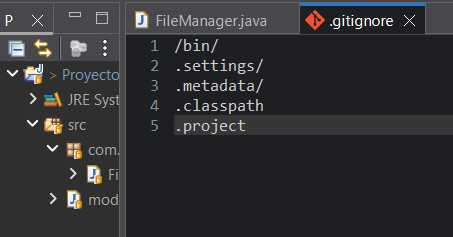 P
FileManager.java
.gitignore
> Proyecto
JRE Syst
src
com.
Fi
mod
1 /bin/
2 .settings/
3 .metadata/
4 .classpath
5 .project